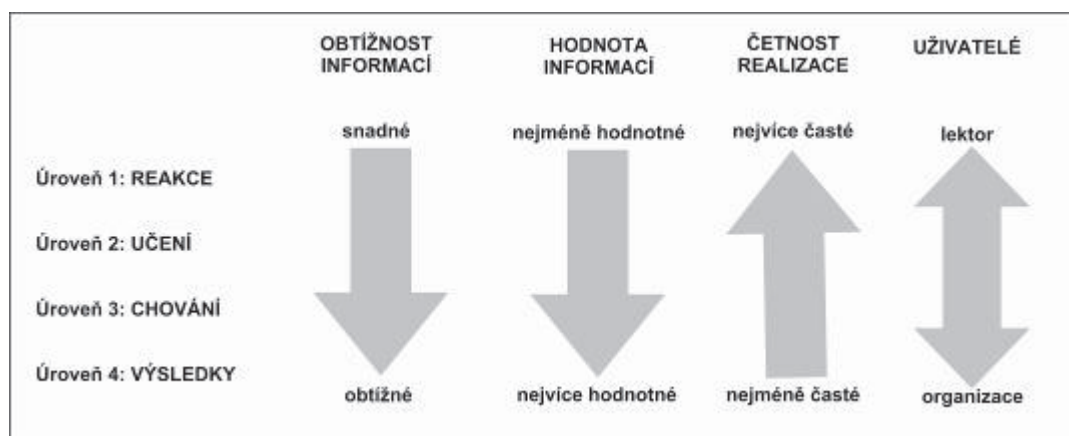 OBTÍŽNOST
INFORMACÍ
HODNOTA
INFORMACÍ
ČETNOST
REALIZACE
UŽIVATELÉ
snadné
nejméně hodnotné
nejvíce časté
lektor
Úroveň 1: REAKCE
Úroveň 2: UČENÍ
Úroveň 3: CHOVÁNÍ
Úroveň 4: VÝSLEDKY
obtížné
nejvíce hodnotné
nejméně časté
organizace